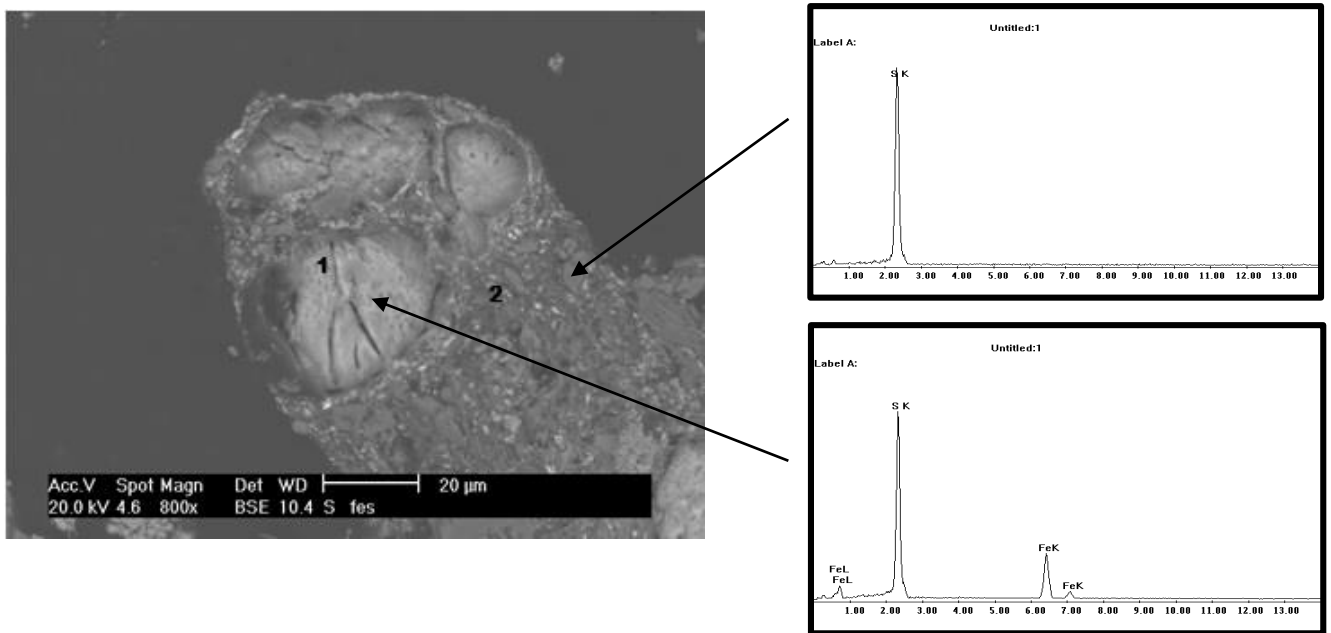 1
2
Acc.V Spot Magn Det WD 20 µm
20.0 kV 4.6 800x BSE 10.4 S fes
Untitled:1
Label A:
S K
1.00 2.00 3.00 4.00 5.00 6.00 7.00 8.00 9.00 10.00 11.00 12.00 13.00
Untitled:1
Label A:
S K
FeK
FeL
FeL
FeK
1.00 2.00 3.00 4.00 5.00 6.00 7.00 8.00 9.00 10.00 11.00 12.00 13.00